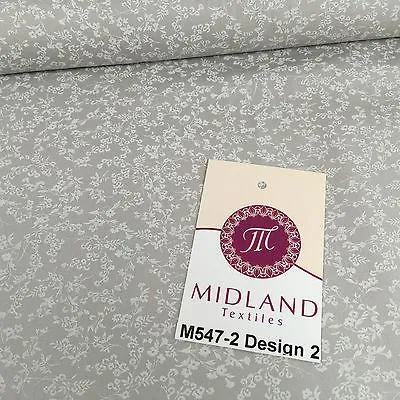 M
MIDLAND
Textiles
M547-2 Design 2